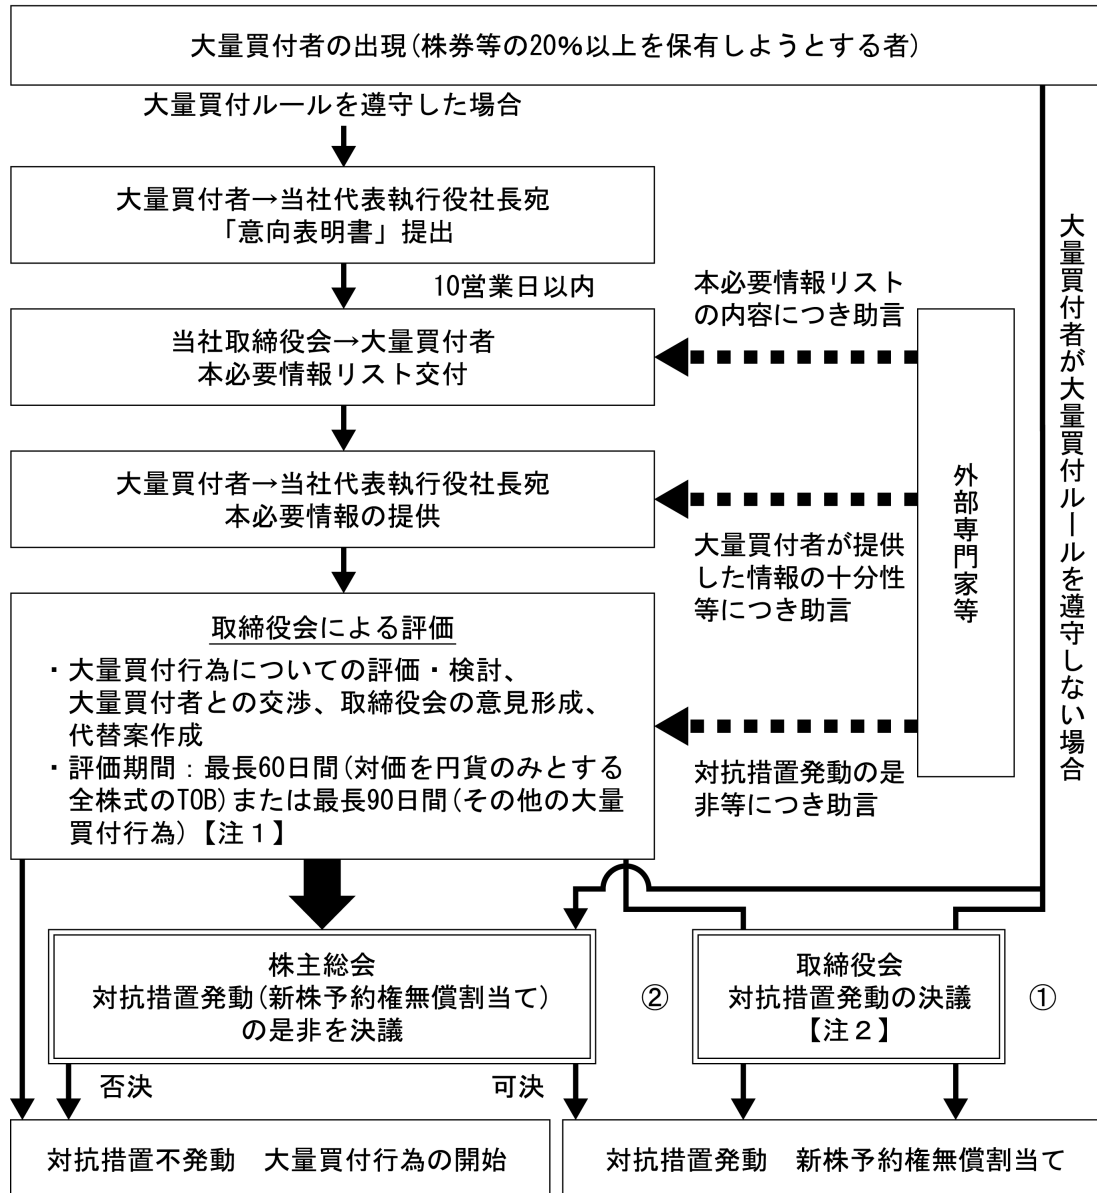 大量買付者の出現(株券等の20%以上を保有しようとする者)
大量買付ルールを遵守した場合
大量買付者→当社代表執行役社長宛
「意向表明書」提出
10営業日以内
当社取締役会→大量買付者
本必要情報リスト交付
本必要情報リスト
の内容につき助言
大量買付者→当社代表執行役社長宛
本必要情報の提供
大量買付者が提供
した情報の十分性
等につき助言
外部専門家等
大量買付者が大量買付ルールを遵守しない場合
取締役会による評価
・大量買付行為についての評価・検討、
大量買付者との交渉、取締役会の意見形成、
代替案作成
・評価期間：最長60日間(対価を円貨のみとする
全株式のTOB)または最長90日間(その他の大量
買付行為)【注１】
対抗措置発動の是
非等につき助言
株主総会
対抗措置発動(新株予約権無償割当て)
の是非を決議
②
取締役会
対抗措置発動の決議
【注２】
①
否決
可決
対抗措置不発動　大量買付行為の開始
対抗措置発動　新株予約権無償割当て